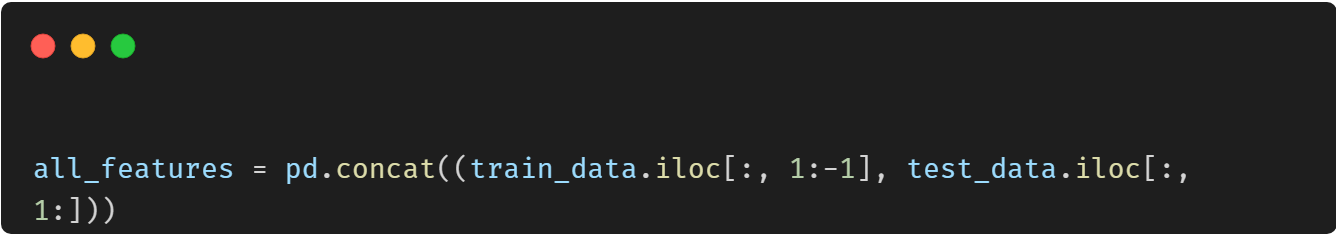 all_features = pd.concat((train_data.iloc[:, 1:-1], test_data.iloc[:,
1:]))